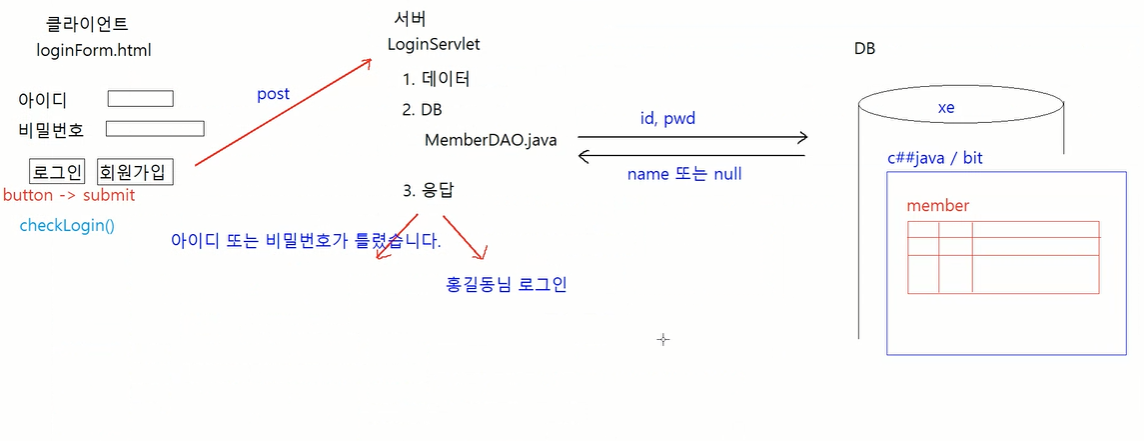 클라이언트
loginForm.html
아이디
비밀번호
로그인
회원가입
button -> submit
checkLogin()
post
서버
LoginServlet
1. 데이터
2. DB
MemberDAO.java
3. 응답
아이디 또는 비밀번호가 틀렸습니다.
홍길동님 로그인
id, pwd
name 또는 null
DB
xe
c##java / bit
member